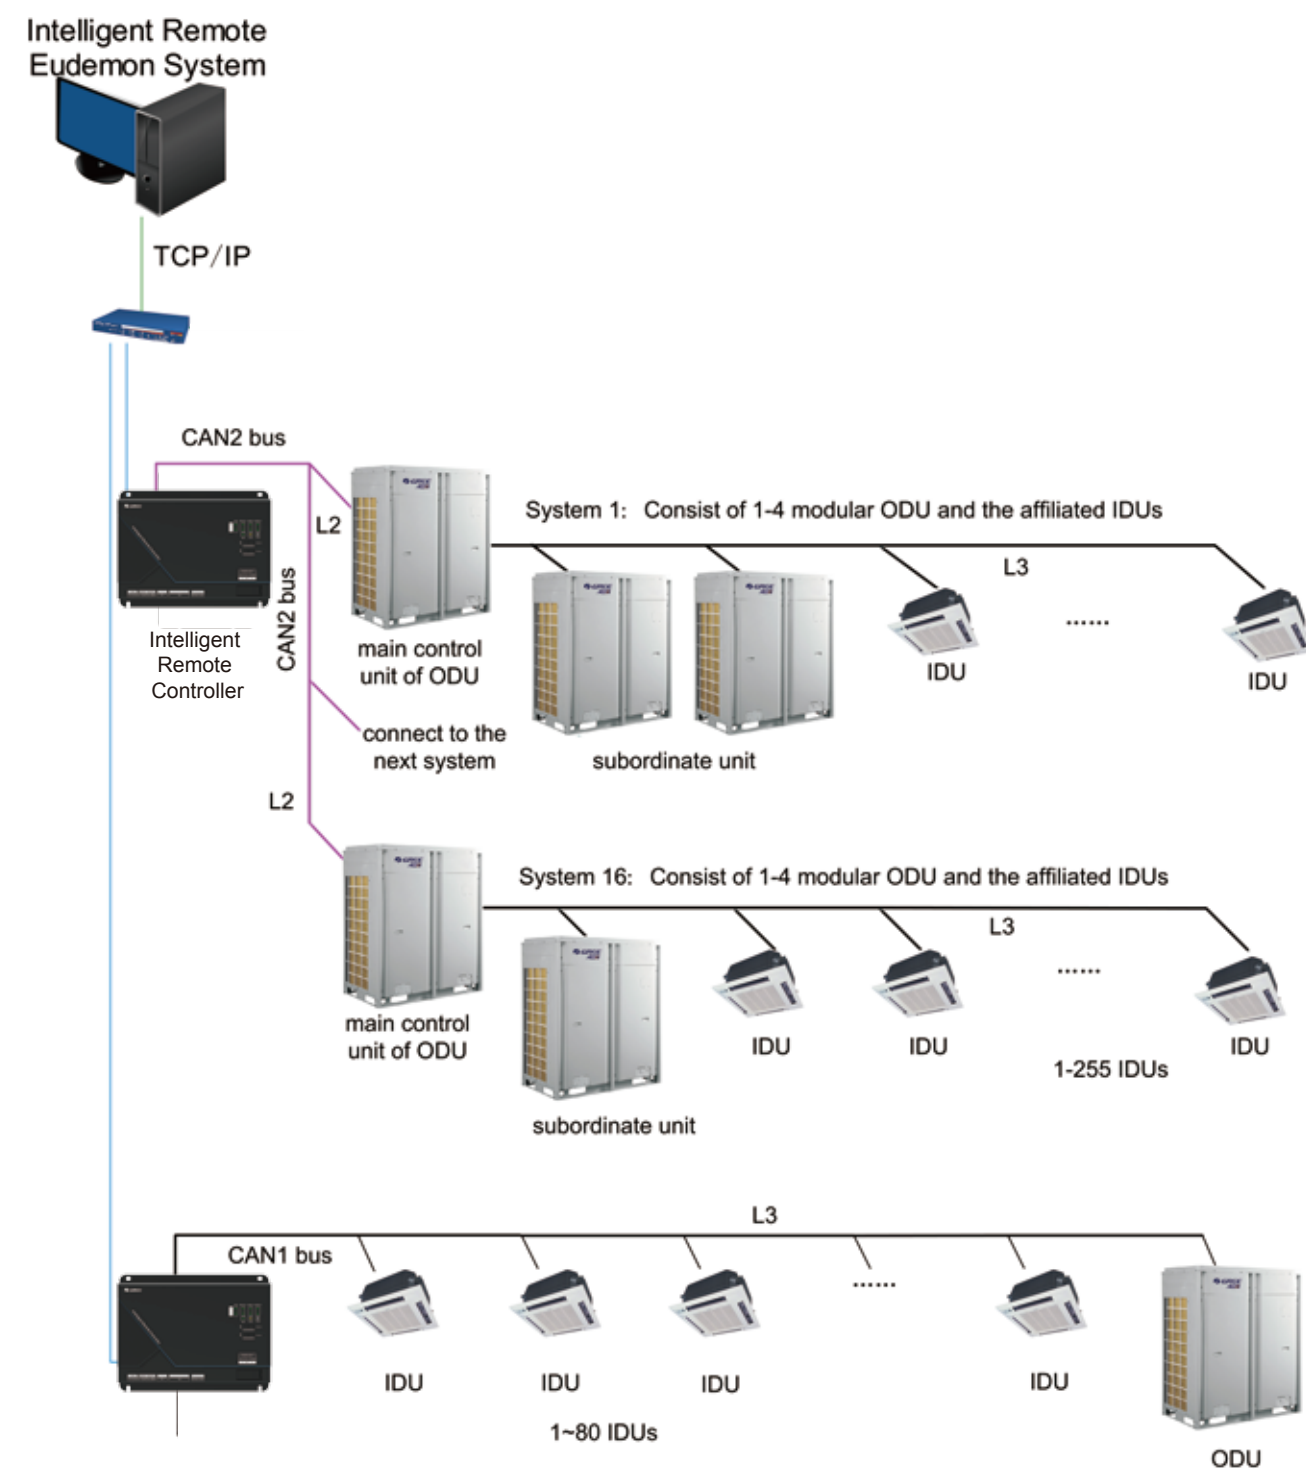 Intelligent Remote
Eudemon System
TCP/IP
CAN2 bus
L2
CAN2 bus
System 1: Consist of 1-4 modular ODU and the affiliated IDUs
L3
Intelligent
Remote
Controller
main control
unit of ODU
IDU
......
IDU
connect to the
next system
subordinate unit
L2
System 16: Consist of 1-4 modular ODU and the affiliated IDUs
L3
......
main control
unit of ODU
IDU
IDU
IDU
1-255 IDUs
subordinate unit
L3
CAN1 bus
......
IDU
IDU
IDU
IDU
1~80 IDUs
ODU